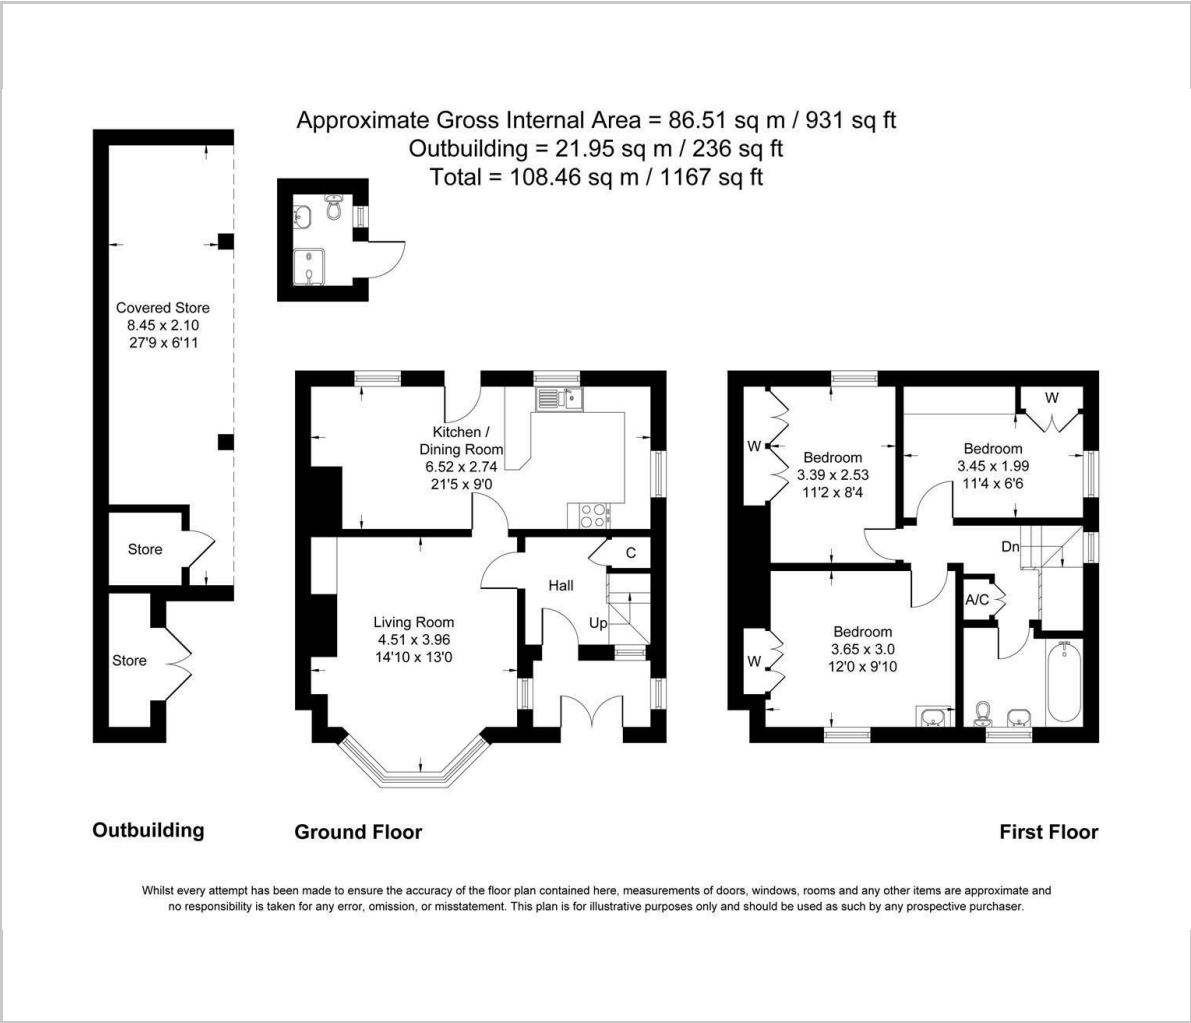 Approximate Gross Internal Area = 86.51 sq m / 931 sq ft
Outbuilding = 21.95 sq m / 236 sq ft
Total = 108.46 sq m / 1167 sq ft
Covered Store
8.45 x 2.10
27'9 x 6'11
Store
Store
Kitchen /
Dining Room
6.52 x 2.74
21'5 x 9'0
C
Hall
Up
Living Room
4.51 x 3.96
14'10 x 13'0
W
W
Bedroom
3.39 x 2.53
11'2 x 8'4
Bedroom
3.45 x 1.99
11'4 x 6'6
Dn
A/C
W
Bedroom
3.65 x 3.0
12'0 x 9'10
Outbuilding
Ground Floor
First Floor
Whilst every attempt has been made to ensure the accuracy of the floor plan contained here, measurements of doors, windows, rooms and any other items are approximate and
no responsibility is taken for any error, omission, or misstatement. This plan is for illustrative purposes only and should be used as such by any prospective purchaser.